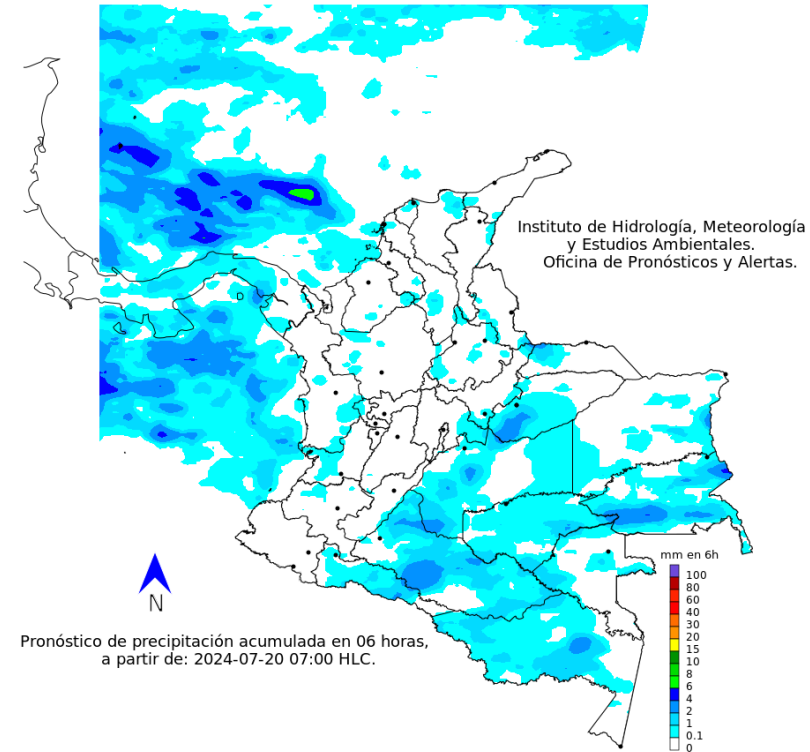 Instituto de Hidrología, Meteorología
y Estudios Ambientales.
Oficina de Pronósticos y Alertas.
mm en 6h
100
80
60
40
30
20
15
10
8
6
4
2
1
0.1
0
N
Pronóstico de precipitación acumulada en 06 horas,
a partir de: 2024-07-20 07:00 HLC.